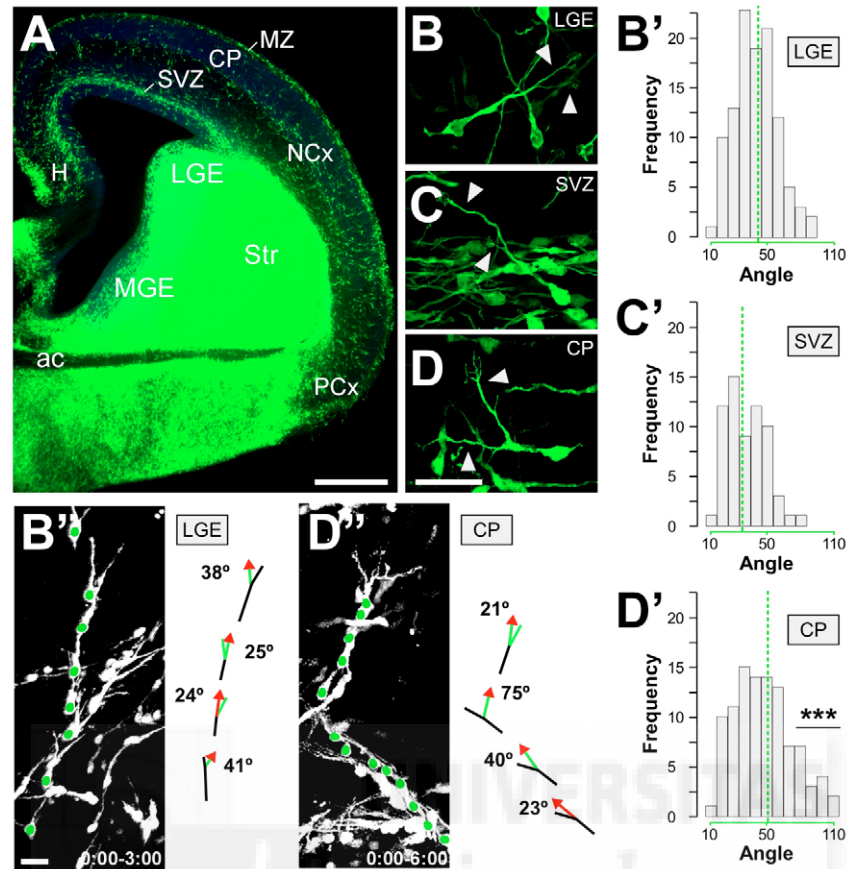 A
MZ
CP
SVZ
H
NCx
LGE
Str
MGE
ac
PCx
B
LGE
C
SVZ
D
CP
B'
LGE
Frequency
20
15
10
5
0
10 50 110
Angle
C'
SVZ
Frequency
20
15
10
5
0
10 50 110
Angle
D'
CP
***
Frequency
20
15
10
5
0
10 50 110
Angle
B''
LGE
38º
25º
24º
41º
0:00-3:00
D''
CP
21º
75º
40º
23º
0:00-6:00
UNIVERSITAS